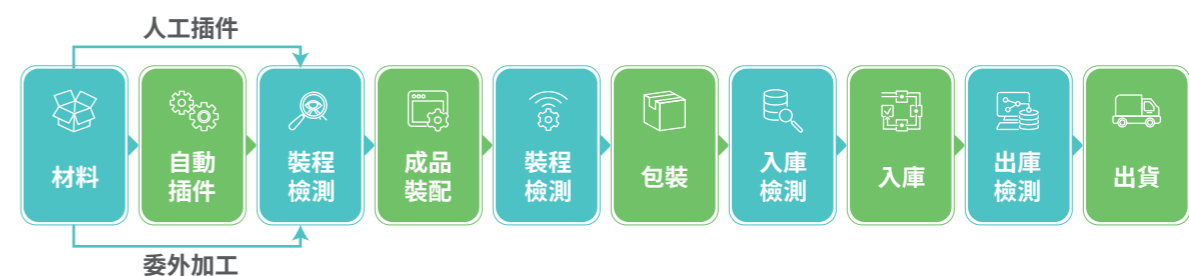 人工插件
材料
自動
插件
裝程
檢測
成品
裝配
裝程
檢測
包裝
入庫
檢測
入庫
出庫
檢測
出貨
委外加工